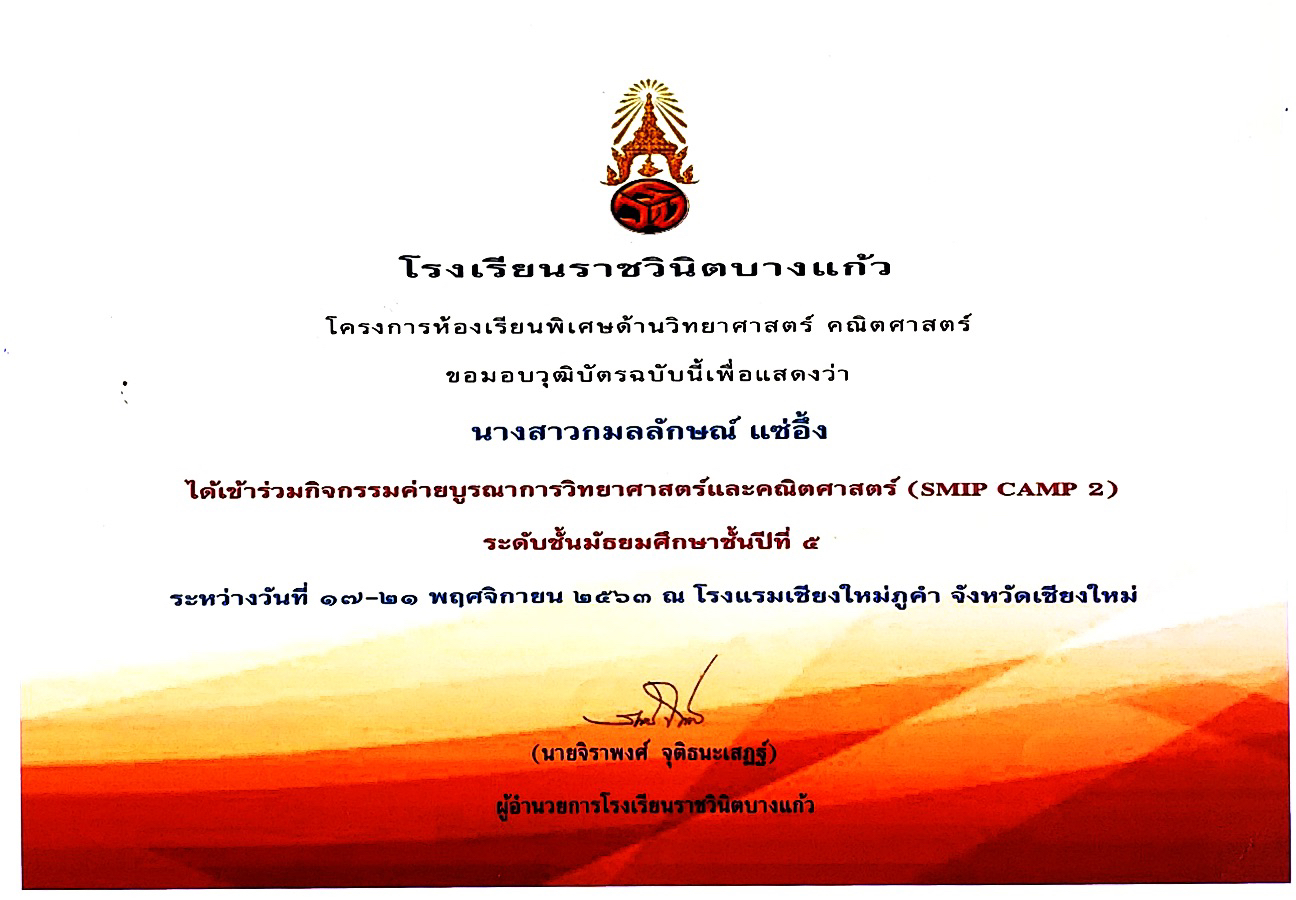 โรงเรียนราชวินิตบางแก้ว
โครงการห้องเรียนพิเศษด้านวิทยาศาสตร์ คณิตศาสตร์
ขอมอบวุฒิบัตรฉบับนี้เพื่อแสดงว่า
นางสาวกมลลักษณ์ แซ่อึ้ง
ได้เข้าร่วมกิจกรรมค่ายบูรณาการวิทยาศาสตร์และคณิตศาสตร์ (SMIP CAMP 2)
ระดับชั้นมัธยมศึกษาชั้นปีที่ ๕
ระหว่างวันที่ ๑๗-๒๑ พฤศจิกายน ๒๕๖๓ ณ โรงแรมเชียงใหม่ภูคำ จังหวัดเชียงใหม่
(นายจิราพงศ์ จุติธนะเสฏฐ์)
ผู้อำนวยการโรงเรียนราชวินิตบางแก้ว